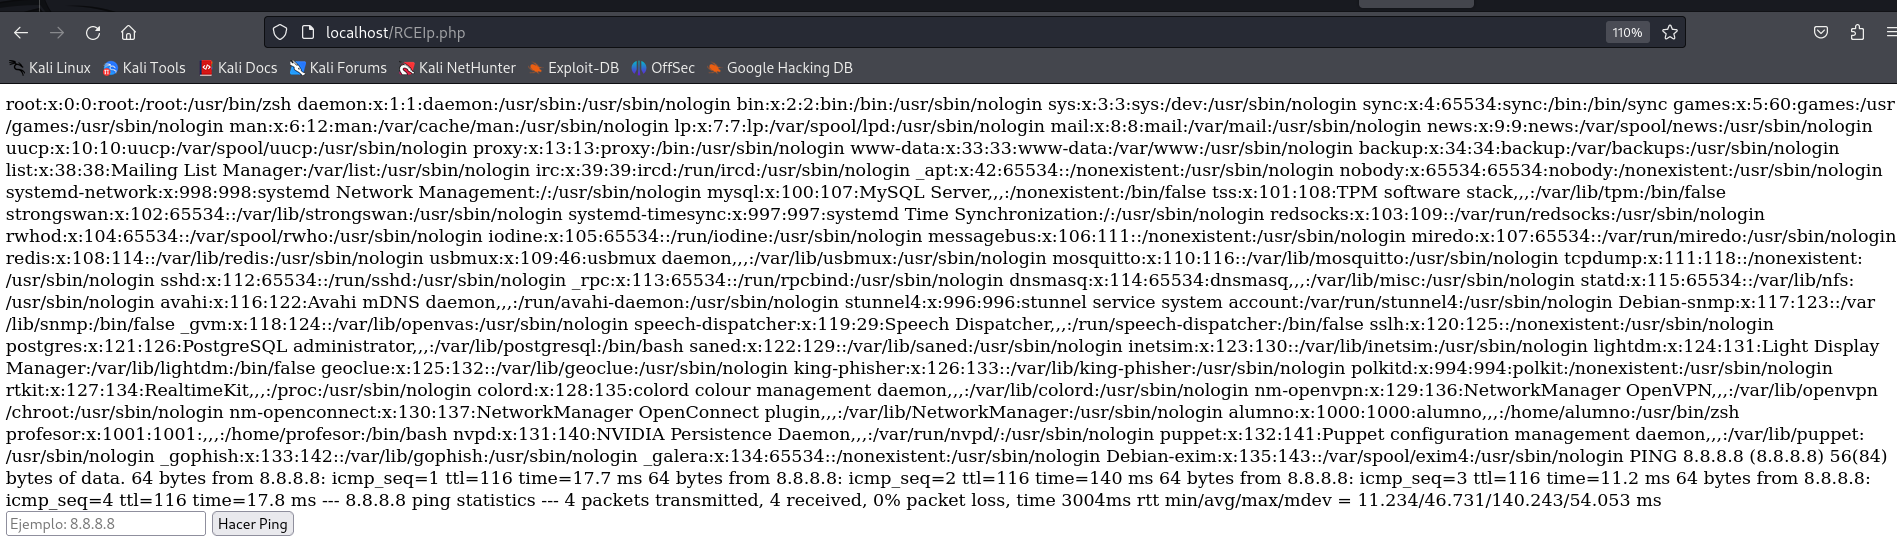 localhost/RCEIp.php
110%
Kali Linux Kali Tools Kali Docs Kali Forums Kali NetHunter Exploit-DB OffSec Google Hacking DB
root:x:0:0:root:/root:/usr/bin/zsh daemon:x:1:1:daemon:/usr/sbin:/usr/sbin/nologin bin:x:2:2:bin:/bin:/usr/sbin/nologin sys:x:3:3:sys:/dev:/usr/sbin/nologin sync:x:4:65534:sync:/bin:/bin/sync games:x:5:60:games:/usr
/games:/usr/sbin/nologin man:x:6:12:man:/var/cache/man:/usr/sbin/nologin lp:x:7:7:lp:/var/spool/lpd:/usr/sbin/nologin mail:x:8:8:mail:/var/mail:/usr/sbin/nologin news:x:9:9:news:/var/spool/news:/usr/sbin/nologin
uucp:x:10:10:uucp:/var/spool/uucp:/usr/sbin/nologin proxy:x:13:13:proxy:/bin:/usr/sbin/nologin www-data:x:33:33:www-data:/var/www:/usr/sbin/nologin backup:x:34:34:backup:/var/backups:/usr/sbin/nologin
list:x:38:38:Mailing List Manager:/var/list:/usr/sbin/nologin irc:x:39:39:ircd:/run/ircd:/usr/sbin/nologin _apt:x:42:65534::/nonexistent:/usr/sbin/nologin nobody:x:65534:65534:nobody:/nonexistent:/usr/sbin/nologin
systemd-network:x:998:998:systemd Network Management:/:/usr/sbin/nologin mysql:x:100:107:MySQL Server,,,:/nonexistent:/bin/false tss:x:101:108:TPM software stack,,,:/var/lib/tpm:/bin/false
strongswan:x:102:65534::/var/lib/strongswan:/usr/sbin/nologin systemd-timesync:x:997:997:systemd Time Synchronization:/:/usr/sbin/nologin redsocks:x:103:109::/var/run/redsocks:/usr/sbin/nologin
rwhod:x:104:65534::/var/spool/rwho:/usr/sbin/nologin iodine:x:105:65534::/run/iodine:/usr/sbin/nologin messagebus:x:106:111::/nonexistent:/usr/sbin/nologin miredo:x:107:65534::/var/run/miredo:/usr/sbin/nologin
redis:x:108:114::/var/lib/redis:/usr/sbin/nologin usbmux:x:109:46:usbmux daemon,,,:/var/lib/usbmux:/usr/sbin/nologin mosquitto:x:110:116::/var/lib/mosquitto:/usr/sbin/nologin tcpdump:x:111:118::/nonexistent:
/usr/sbin/nologin sshd:x:112:65534::/run/sshd:/usr/sbin/nologin _rpc:x:113:65534::/run/rpcbind:/usr/sbin/nologin dnsmasq:x:114:65534:dnsmasq,,,:/var/lib/misc:/usr/sbin/nologin statd:x:115:65534::/var/lib/nfs:
/usr/sbin/nologin avahi:x:116:122:Avahi mDNS daemon,,,:/run/avahi-daemon:/usr/sbin/nologin stunnel4:x:996:996:stunnel service system account:/var/run/stunnel4:/usr/sbin/nologin Debian-snmp:x:117:123::/var
/lib/snmp:/bin/false _gvm:x:118:124::/var/lib/openvas:/usr/sbin/nologin speech-dispatcher:x:119:29:Speech Dispatcher,,,:/run/speech-dispatcher:/bin/false sslh:x:120:125::/nonexistent:/usr/sbin/nologin
postgres:x:121:126:PostgreSQL administrator,,,:/var/lib/postgresql:/bin/bash saned:x:122:129::/var/lib/saned:/usr/sbin/nologin inetsim:x:123:130::/var/lib/inetsim:/usr/sbin/nologin lightdm:x:124:131:Light Display
Manager:/var/lib/lightdm:/bin/false geoclue:x:125:132::/var/lib/geoclue:/usr/sbin/nologin king-phisher:x:126:133::/var/lib/king-phisher:/usr/sbin/nologin polkitd:x:994:994:polkit:/nonexistent:/usr/sbin/nologin
rtkit:x:127:134:RealtimeKit,,,:/proc:/usr/sbin/nologin colord:x:128:135:colord colour management daemon,,,:/var/lib/colord:/usr/sbin/nologin nm-openvpn:x:129:136:NetworkManager OpenVPN,,,:/var/lib/openvpn
/chroot:/usr/sbin/nologin nm-openconnect:x:130:137:NetworkManager OpenConnect plugin,,,:/var/lib/NetworkManager:/usr/sbin/nologin alumno:x:1000:1000:alumno,,,:/home/alumno:/usr/bin/zsh
profesor:x:1001:1001:,,,:/home/profesor:/bin/bash nvpd:x:131:140:NVIDIA Persistence Daemon,,,:/var/run/nvpd/:/usr/sbin/nologin puppet:x:132:141:Puppet configuration management daemon,,,:/var/lib/puppet:
/usr/sbin/nologin _gophish:x:133:142::/var/lib/gophish:/usr/sbin/nologin _galera:x:134:65534::/nonexistent:/usr/sbin/nologin Debian-exim:x:135:143::/var/spool/exim4:/usr/sbin/nologin PING 8.8.8.8 (8.8.8.8) 56(84)
bytes of data. 64 bytes from 8.8.8.8: icmp_seq=1 ttl=116 time=17.7 ms 64 bytes from 8.8.8.8: icmp_seq=2 ttl=116 time=140 ms 64 bytes from 8.8.8.8: icmp_seq=3 ttl=116 time=11.2 ms 64 bytes from 8.8.8.8:
icmp_seq=4 ttl=116 time=17.8 ms --- 8.8.8.8 ping statistics --- 4 packets transmitted, 4 received, 0% packet loss, time 3004ms rtt min/avg/max/mdev = 11.234/46.731/140.243/54.053 ms
Ejemplo: 8.8.8.8 Hacer Ping